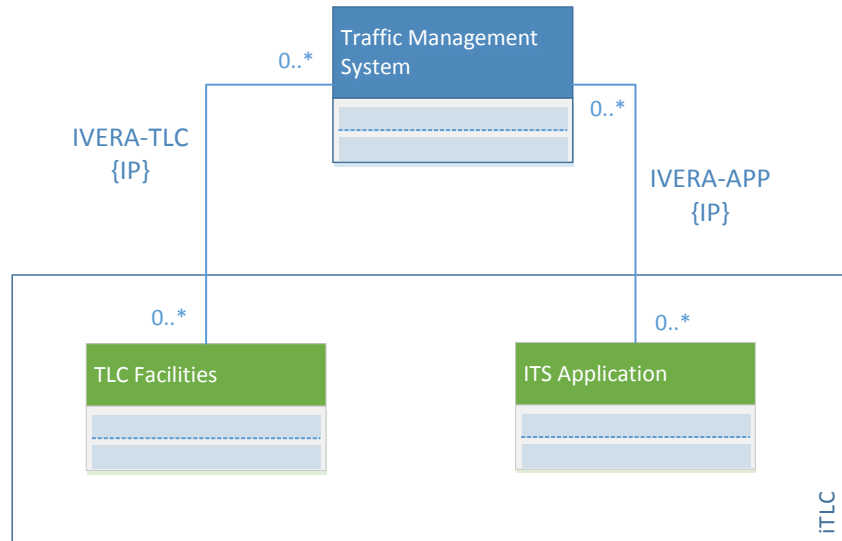 Traffic Management
System
0..*
0..*
IVERA-TLC
{IP}
IVERA-APP
{IP}
0..*
0..*
TLC Facilities
ITS Application
iTLC